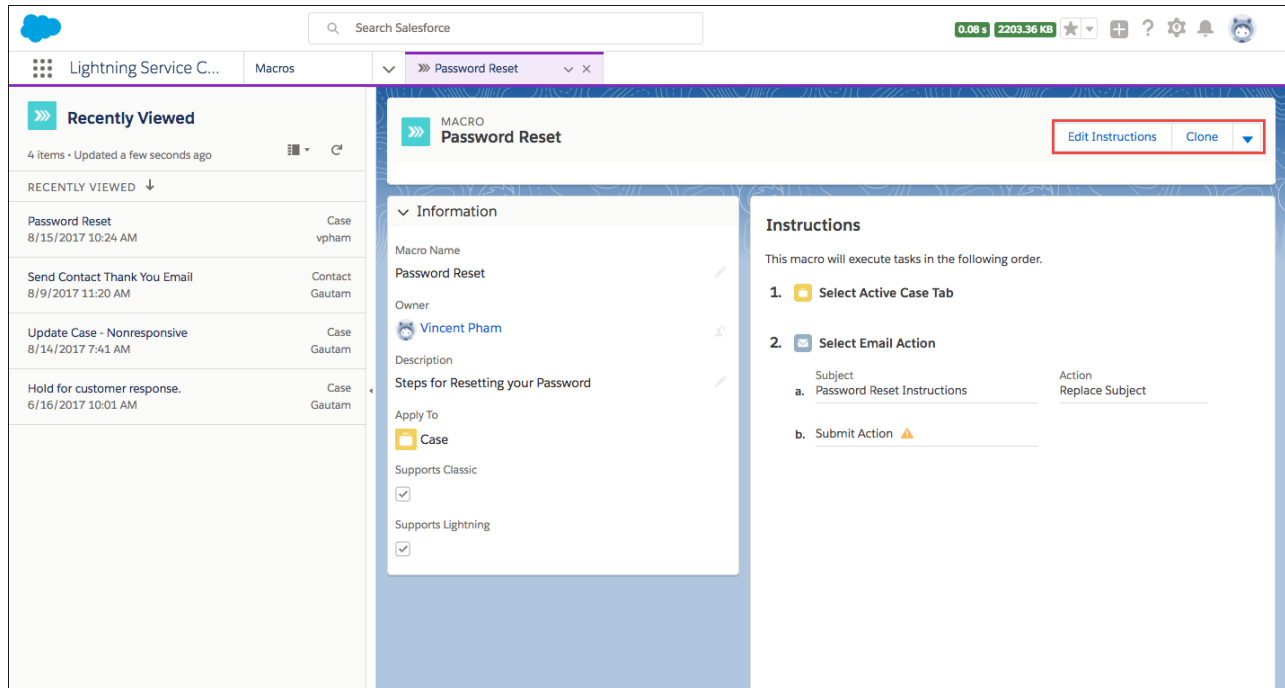 Search Salesforce
0.08 s 2203.36 KB
Lightning Service C... Macros Password Reset
Recently Viewed
4 items • Updated a few seconds ago
RECENTLY VIEWED
Password Reset Case
8/15/2017 10:24 AM vpham
Send Contact Thank You Email Contact
8/9/2017 11:20 AM Gautam
Update Case - Nonresponsive Case
8/14/2017 7:41 AM Gautam
Hold for customer response. Case
6/16/2017 10:01 AM Gautam
MACRO
Password Reset
Edit Instructions Clone
Information
Macro Name
Password Reset
Owner
Vincent Pham
Description
Steps for Resetting your Password
Apply To
Case
Supports Classic
Supports Lightning
Instructions
This macro will execute tasks in the following order.
1. Select Active Case Tab
2. Select Email Action
Subject Action
a. Password Reset Instructions Replace Subject
b. Submit Action